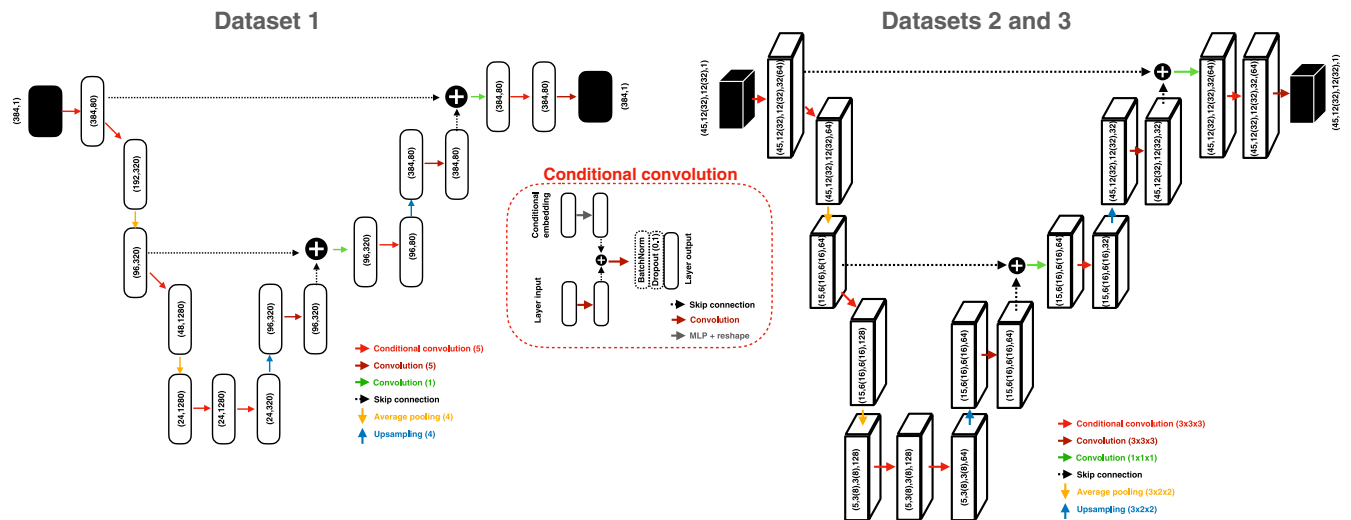 Dataset 1
(384,1)
(384,80)
(192,320)
(96,320)
(48,1280)
(24,1280)
(24,1280)
(24,320)
(96,320)
(96,320)
(96,320)
(96,80)
(384,80)
(384,80)
(384,80)
(384,80)
(384,1)
Conditional convolution (5)
Convolution (5)
Convolution (1)
Skip connection
Average pooling (4)
Upsampling (4)
Conditional convolution
Conditional
embedding
Layer input
BatchNorm
Dropout (0,1)
Layer output
Skip connection
Convolution
MLP + reshape
Datasets 2 and 3
(45,12(32),12(32),1)
(45,12(32),12(32),32(64))
(45,12(32),12(32),64)
(15,6(16),6(16),64)
(15,6(16),6(16),128)
(5,3(8),3(8),128)
(5,3(8),3(8),128)
(5,3(8),3(8),64)
(15,6(16),6(16),64)
(15,6(16),6(16),64)
(15,6(16),6(16),64)
(15,6(16),6(16),32)
(45,12(32),12(32),32)
(45,12(32),12(32),32)
(45,12(32),12(32),32(64))
(45,12(32),12(32),32,(64)
(45,12(32),12(32),1)
Conditional convolution (3x3x3)
Convolution (3x3x3)
Convolution (1x1x1)
Skip connection
Average pooling (3x2x2)
Upsampling (3x2x2)